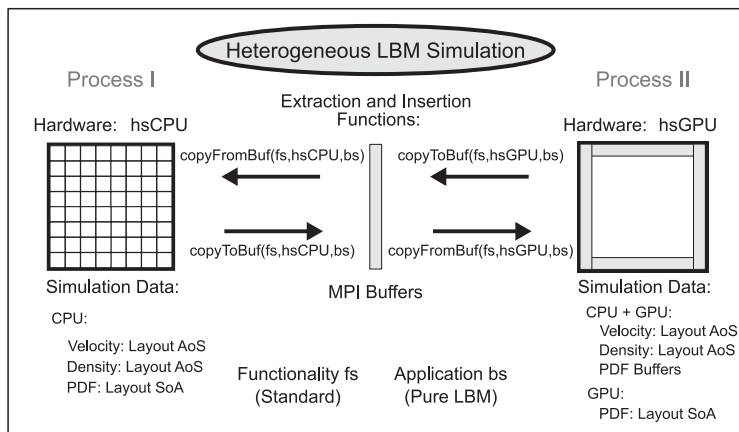 Heterogeneous LBM Simulation
Process I
Process II
Extraction and Insertion
Functions:
Hardware: hsCPU
Hardware: hsGPU
copyFromBuf(fs,hsCPU,bs)
copyToBuf(fs,hsGPU,bs)
copyToBuf(fs,hsCPU,bs)
copyFromBuf(fs,hsGPU,bs)
MPI Buffers
Simulation Data:
CPU:
Velocity: Layout AoS
Density: Layout AoS
PDF: Layout SoA
Functionality fs
(Standard)
Application bs
(Pure LBM)
Simulation Data:
CPU + GPU:
Velocity: Layout AoS
Density: Layout AoS
PDF Buffers
GPU:
PDF: Layout SoA